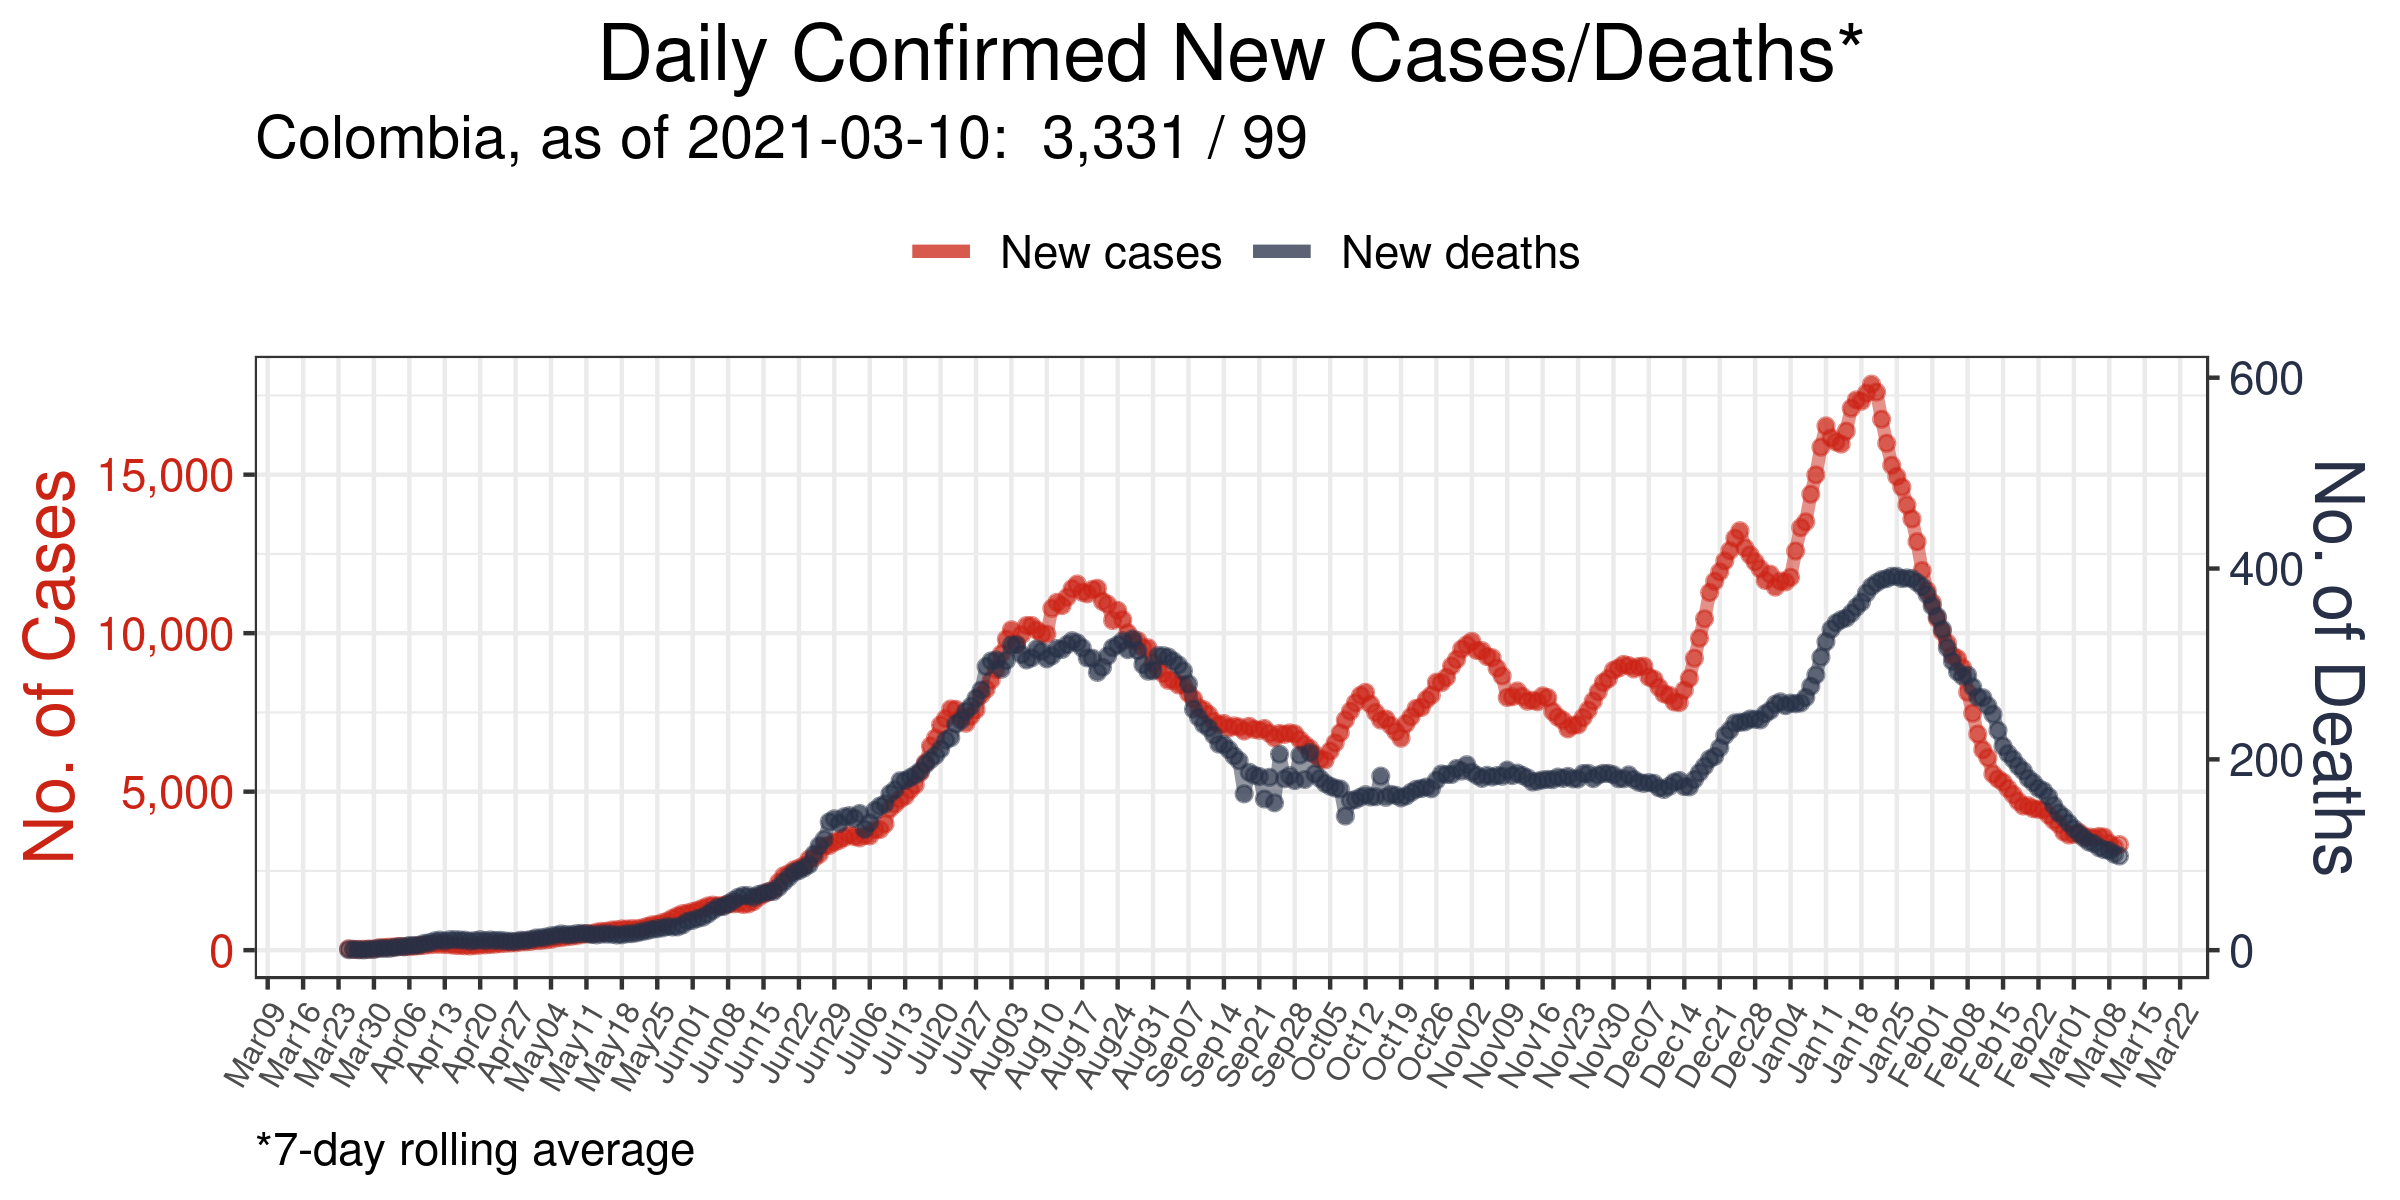 Daily Confirmed New Cases/Deaths*
Colombia, as of 2021-03-10:  3,331 / 99
New cases
New deaths
No. of Cases
15,000
10,000
5,000
0
600
400
200
0
No. of Deaths
Mar09
Mar16
Mar23
Mar30
Apr06
Apr13
Apr20
Apr27
May04
May11
May18
May25
Jun01
Jun08
Jun15
Jun22
Jun29
Jul06
Jul13
Jul20
Jul27
Aug03
Aug10
Aug17
Aug24
Aug31
Sep07
Sep14
Sep21
Sep28
Oct05
Oct12
Oct19
Oct26
Nov02
Nov09
Nov16
Nov23
Nov30
Dec07
Dec14
Dec21
Dec28
Jan04
Jan11
Jan18
Jan25
Feb01
Feb08
Feb15
Feb22
Mar01
Mar08
Mar15
Mar22
*7-day rolling average